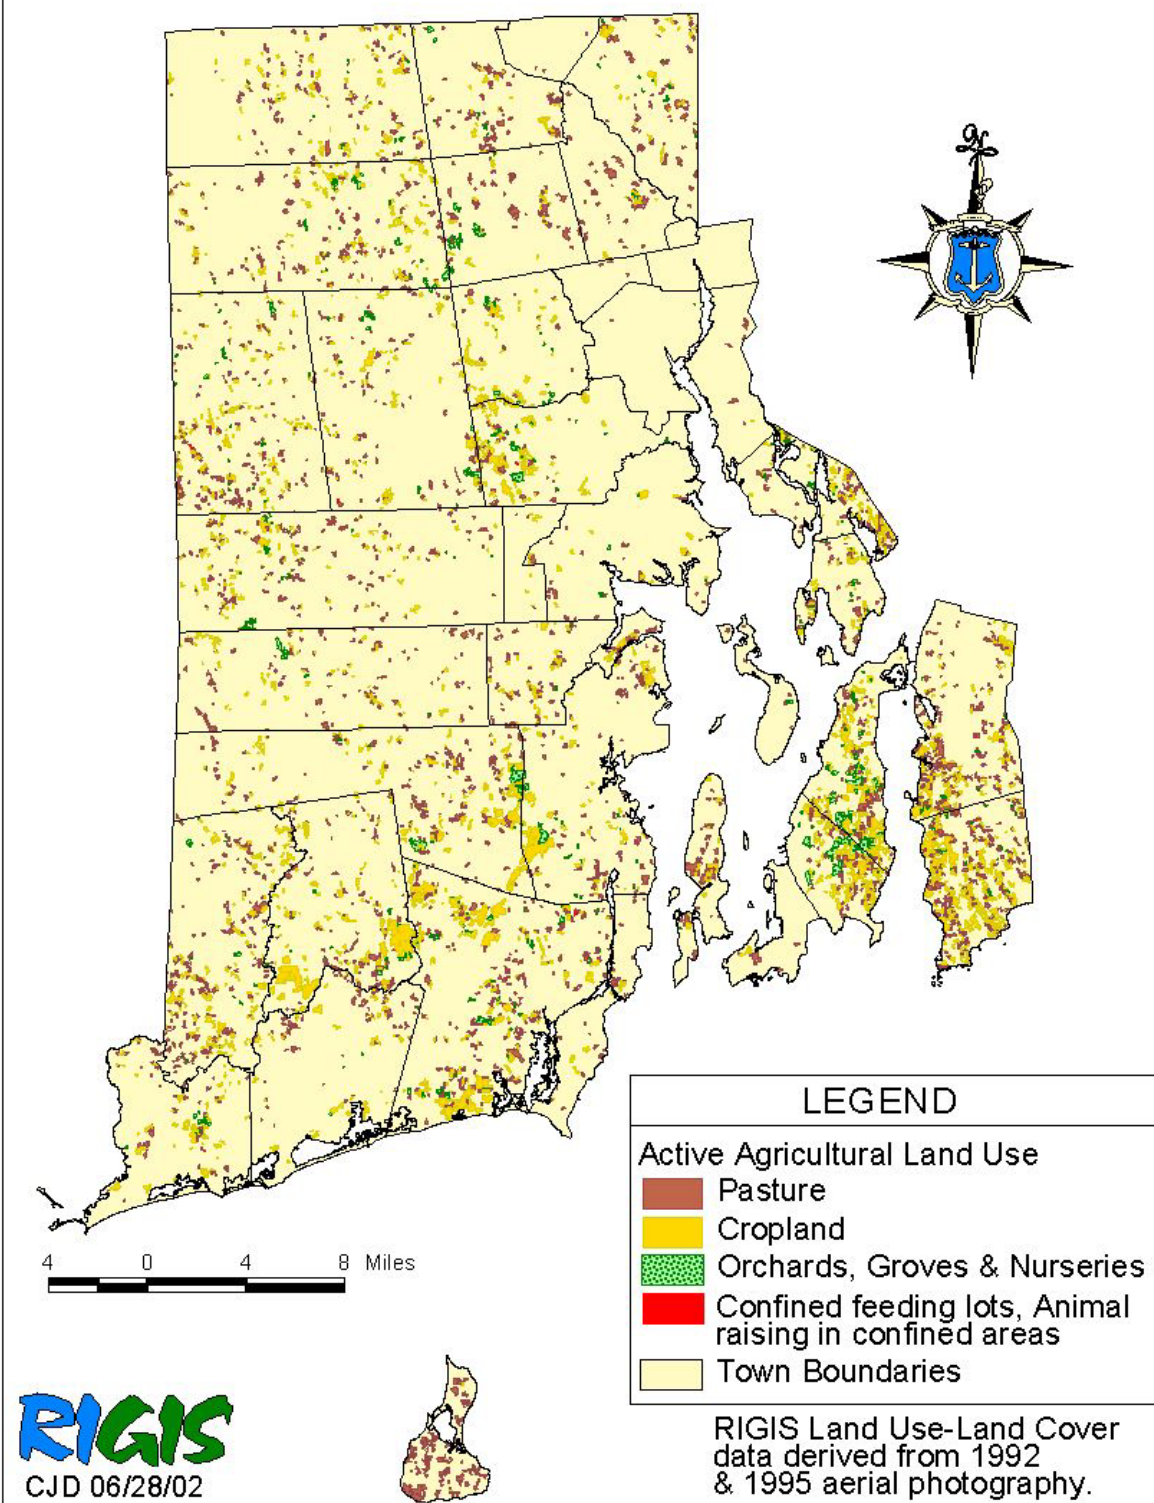 N
LEGEND
Active Agricultural Land Use
Pasture
Cropland
Orchards, Groves & Nurseries
Confined feeding lots, Animal
raising in confined areas
Town Boundaries
4 0 4 8 Miles
RIGIS
CJD 06/28/02
RIGIS Land Use-Land Cover
data derived from 1992
& 1995 aerial photography.